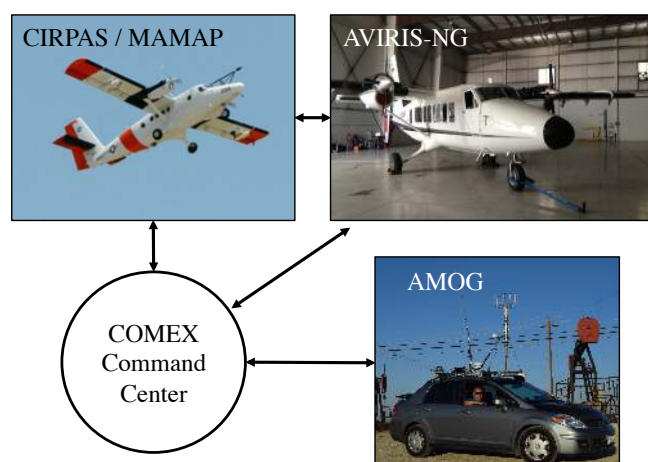 CIRPAS / MAMAP
AVIRIS-NG
AMOG
COMEX
Command
Center